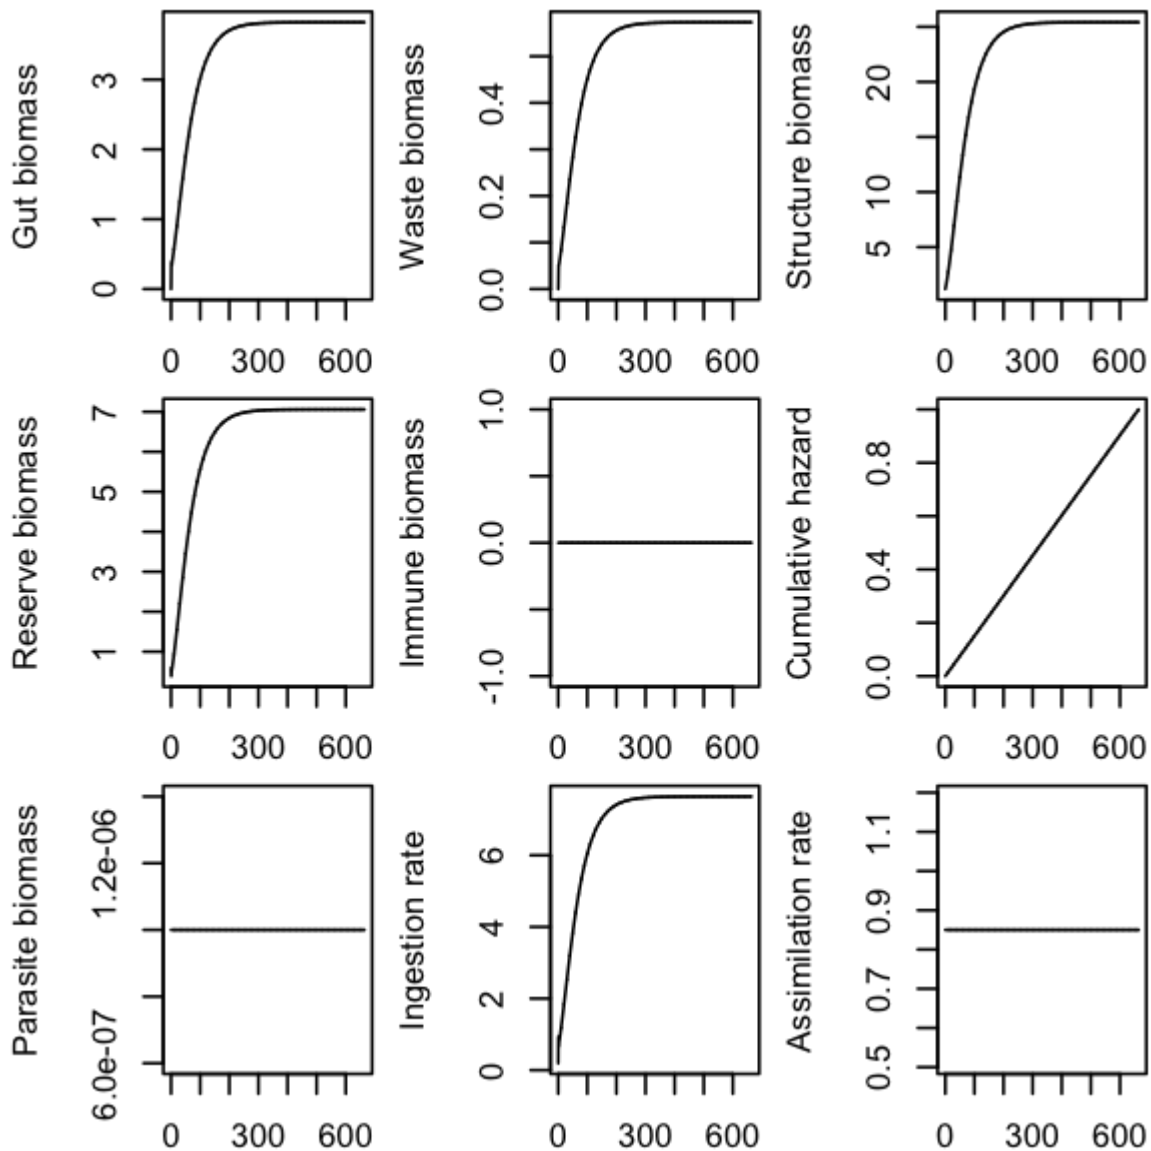 Gut biomass
0 1 2 3
0 300 600
Waste biomass
0.0 0.2 0.4
0 300 600
Structure biomass
5 10 20
0 300 600
Reserve biomass
1 3 5 7
0 300 600
Immune biomass
-1.0 0.0 1.0
0 300 600
Cumulative hazard
0.0 0.4 0.8
0 300 600
Parasite biomass
6.0e-07 1.2e-06
0 300 600
Ingestion rate
0 2 4 6
0 300 600
Assimilation rate
0.5 0.7 0.9 1.1
0 300 600